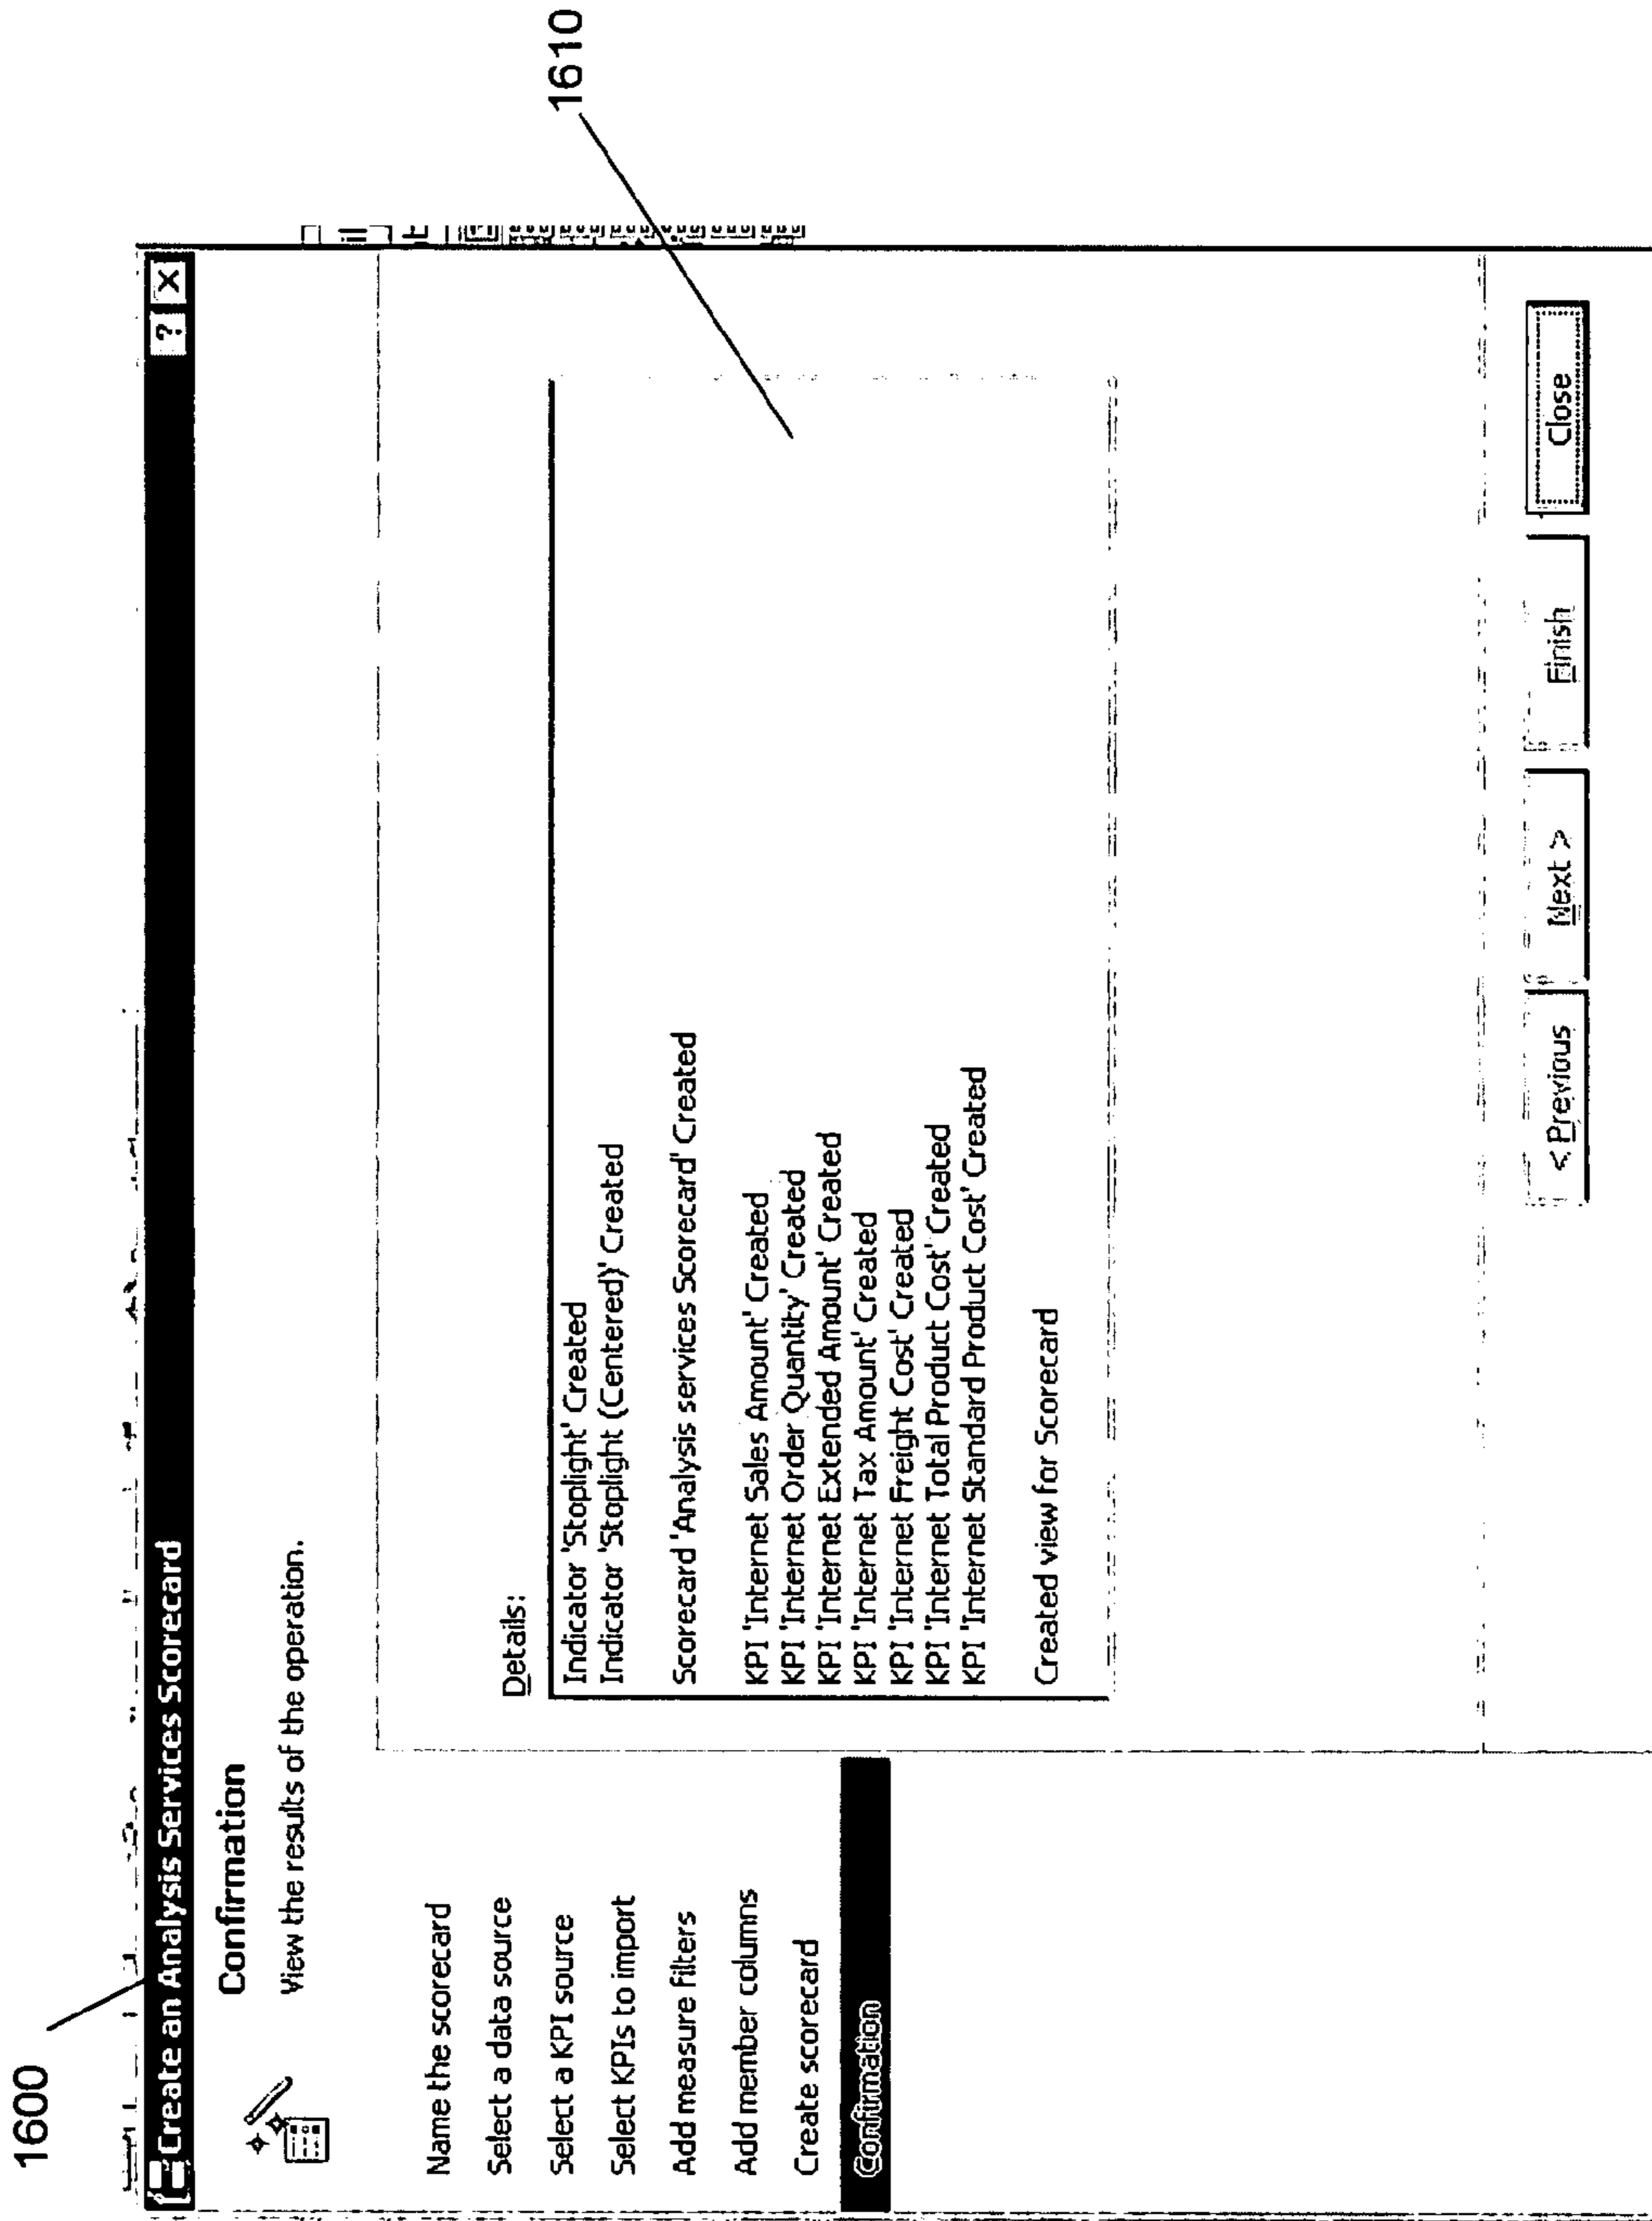 1600
Create an Analysis Services Scorecard
? X
Confirmation
View the results of the operation.
Name the scorecard
Select a data source
Select a KPI source
Select KPIs to import
Add measure filters
Add member columns
Create scorecard
Confirmation
Details:
Indicator 'Stoplight' Created
Indicator 'Stoplight (Centered)' Created
Scorecard 'Analysis services Scorecard' Created
KPI 'Internet Sales Amount' Created
KPI 'Internet Order Quantity' Created
KPI 'Internet Extended Amount' Created
KPI 'Internet Tax Amount' Created
KPI 'Internet Freight Cost' Created
KPI 'Internet Total Product Cost' Created
KPI 'Internet Standard Product Cost' Created
Created view for Scorecard
1610
< Previous
Next >
Finish
Close